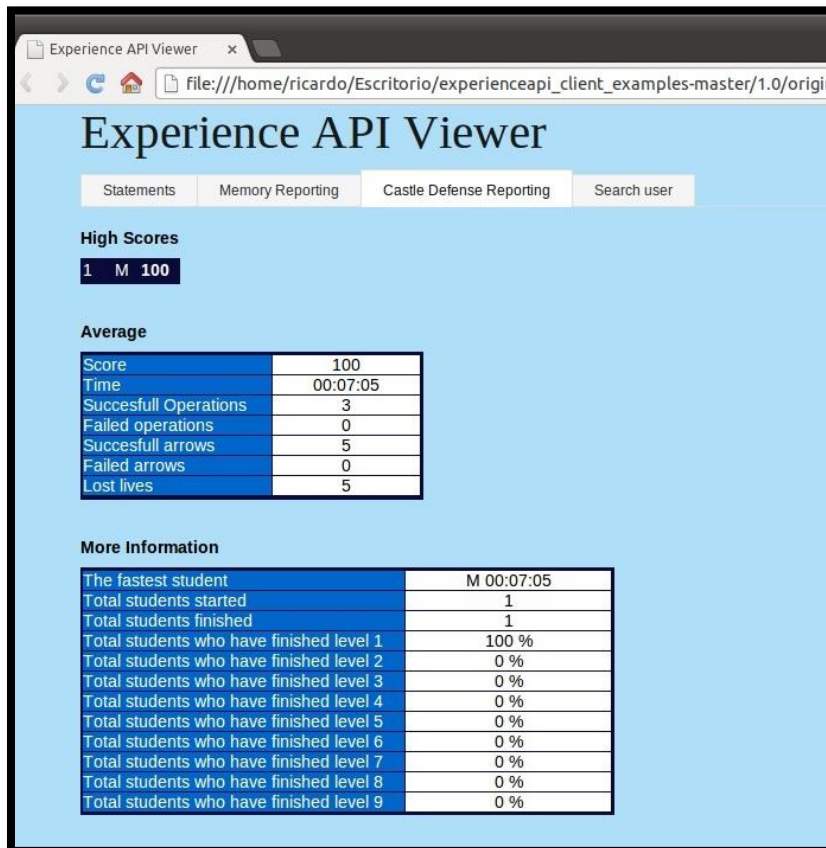 Experience API Viewer
file:///home/ricardo/Escritorio/experienceapi_client_examples-master/1.0/origi
Experience API Viewer
Statements Memory Reporting Castle Defense Reporting Search user
High Scores
1 M 100
Average
Score 100
Time 00:07:05
Succesfull Operations 3
Failed operations 0
Succesfull arrows 5
Failed arrows 0
Lost lives 5
More Information
The fastest student M 00:07:05
Total students started 1
Total students finished 1
Total students who have finished level 1 100 %
Total students who have finished level 2 0 %
Total students who have finished level 3 0 %
Total students who have finished level 4 0 %
Total students who have finished level 5 0 %
Total students who have finished level 6 0 %
Total students who have finished level 7 0 %
Total students who have finished level 8 0 %
Total students who have finished level 9 0 %